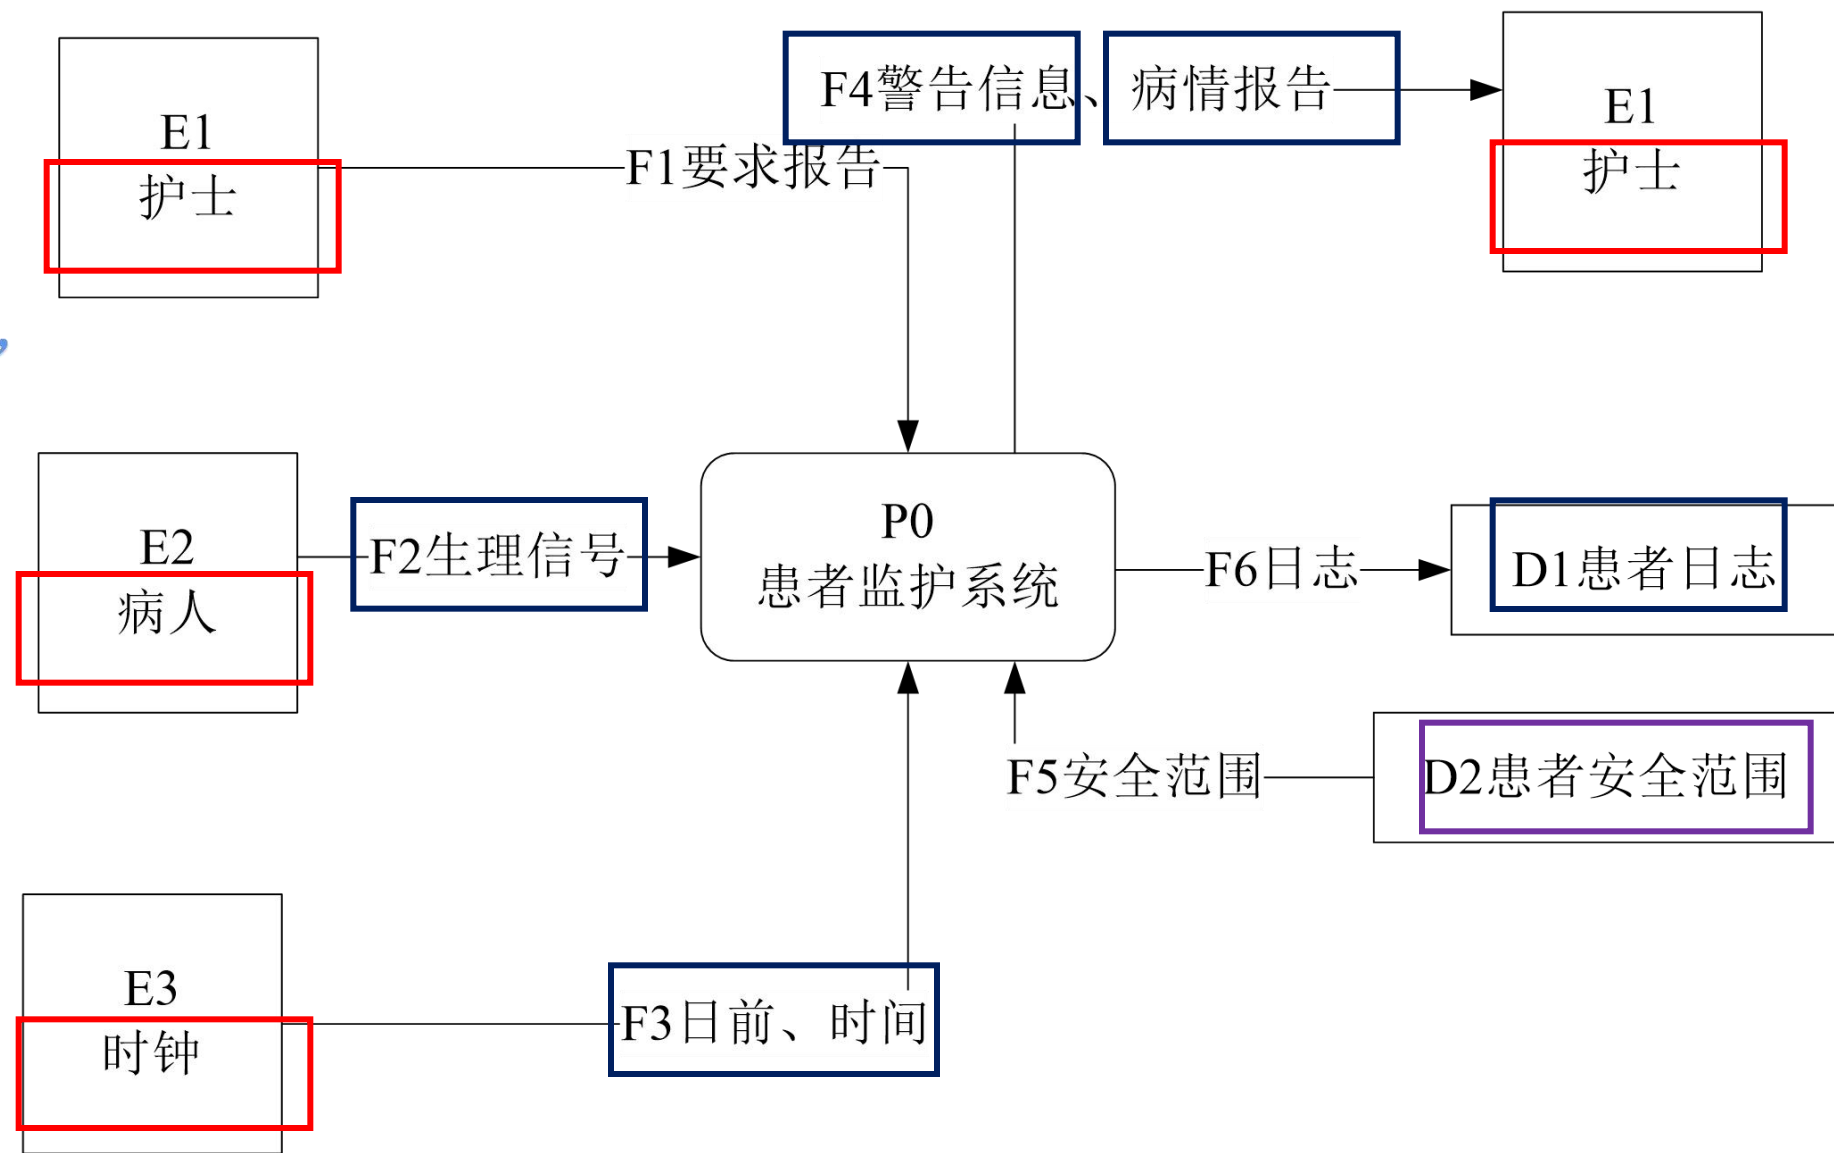 E1
护士
F1要求报告
F4警告信息、病情报告
E1
护士
E2
病人
F2生理信号
P0
患者监护系统
F6日志
D1患者日志
F5安全范围
D2患者安全范围
E3
时钟
F3日前、时间